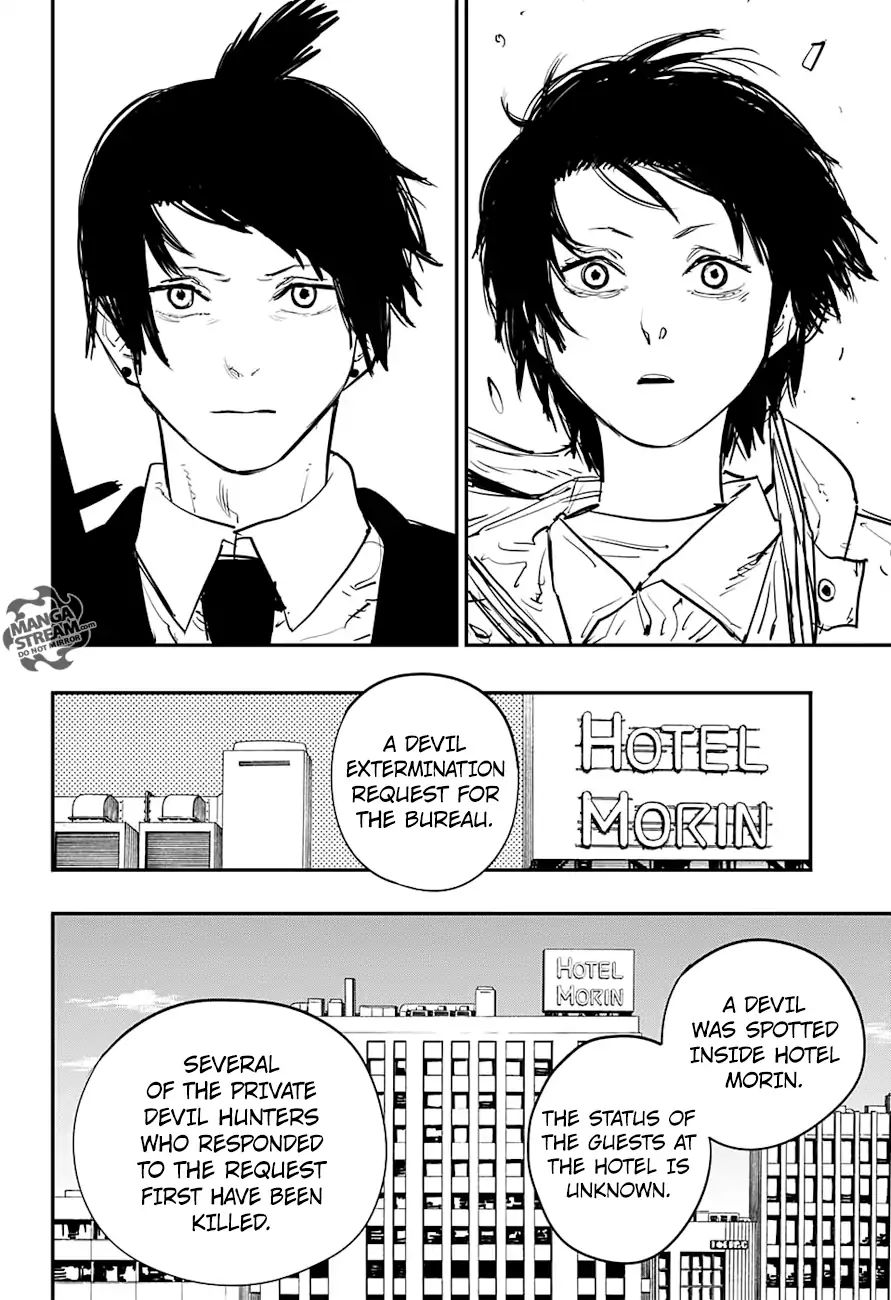 MANGA
STREAM.com
DO NOT MIRROR
HOTEL
MORIN
A DEVIL
EXTERMINATION
REQUEST FOR
THE BUREAU.
HOTEL
MORIN
A DEVIL
WAS SPOTTED
INSIDE HOTEL
MORIN.
THE STATUS OF
THE GUESTS AT
THE HOTEL IS
UNKNOWN.
SEVERAL
OF THE PRIVATE
DEVIL HUNTERS
WHO RESPONDED
TO THE REQUEST
FIRST HAVE BEEN
KILLED.